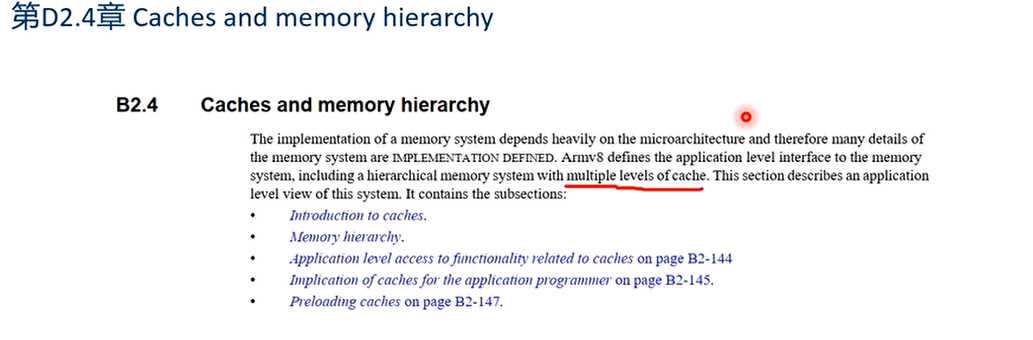 第D2.4章 Caches and memory hierarchy
B2.4 Caches and memory hierarchy
The implementation of a memory system depends heavily on the microarchitecture and therefore many details of
the memory system are IMPLEMENTATION DEFINED. Armv8 defines the application level interface to the memory
system, including a hierarchical memory system with multiple levels of cache. This section describes an application
level view of this system. It contains the subsections:
• Introduction to caches.
• Memory hierarchy.
• Application level access to functionality related to caches on page B2-144
• Implication of caches for the application programmer on page B2-145.
• Preloading caches on page B2-147.